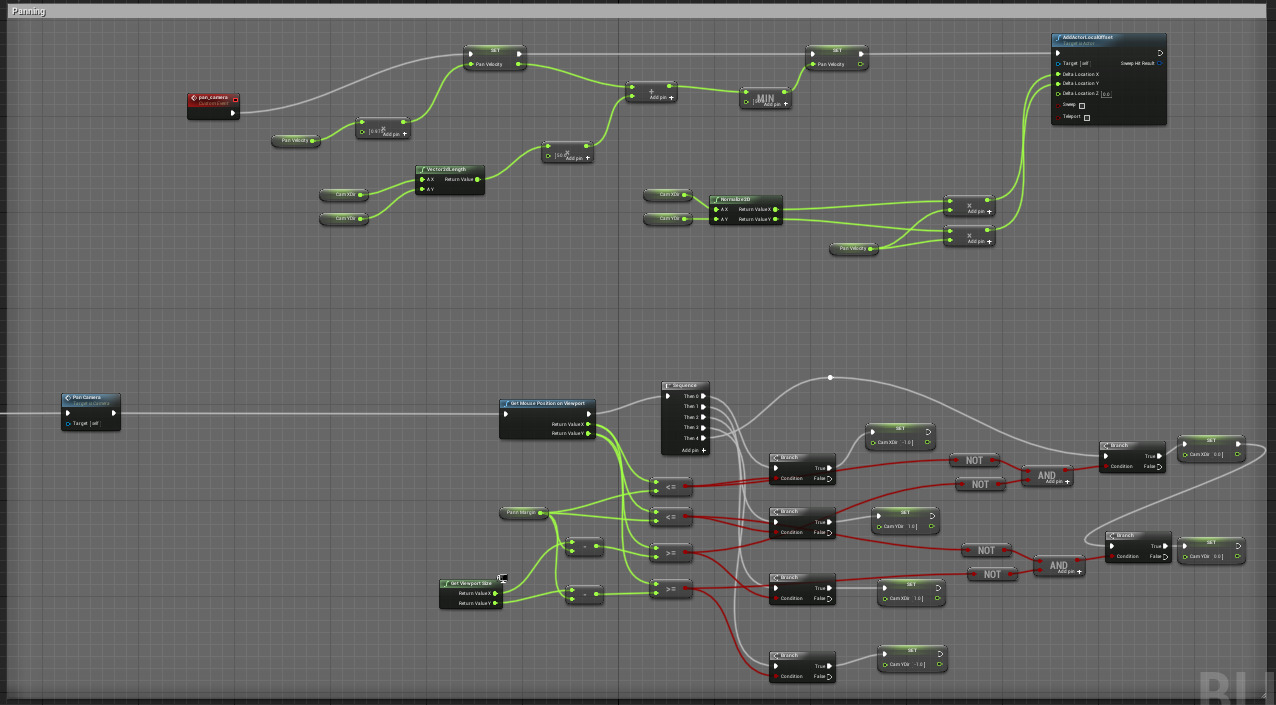 Panning
SET
Pan Velocity
SET
Pan Velocity
AddActorLocalOffset
Target is Actor
Target [self]
Sweep Hit Result
Delta Location X
Delta Location Y
Delta Location Z 0.0
Sweep
Teleport
pan_camera
Custom Event
+
Add pin +
MIN
Add pin +
Pan Velocity
×
Add pin +
×
Add pin +
Vector2dLength
A X Return Value
A Y
Cam XDir
Cam YDir
Cam XDir
Cam YDir
Normalize2D
A X Return Value X
A Y Return Value Y
×
Add pin +
×
Add pin +
Pan Velocity
Pan Camera
Target is Camera
Target [self]
Get Mouse Position on Viewport
Return Value X
Return Value Y
Sequence
Then 0
Then 1
Then 2
Then 3
Then 4
Add pin +
SET
Cam XDir -1.0
Branch
True
Condition False
NOT
NOT
AND
Add pin +
Branch
True
Condition False
SET
Cam XDir 0.0
<=
Pann Margin
<=
Branch
True
Condition False
SET
Cam YDir 1.0
-
>=
NOT
NOT
AND
Add pin +
Branch
True
Condition False
SET
Cam YDir 0.0
Get Viewport Size
Return Value X
Return Value Y
-
>=
Branch
True
Condition False
SET
Cam XDir 1.0
Branch
True
Condition False
SET
Cam YDir -1.0